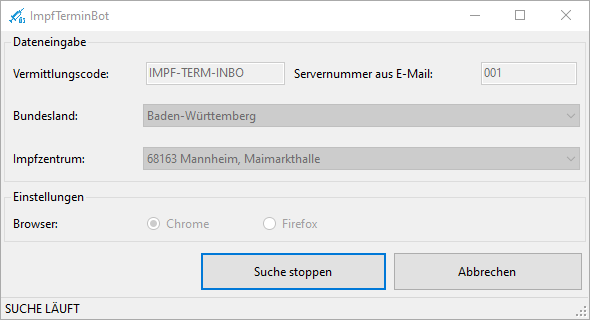 ImpfTerminBot
Dateneingabe
Vermittlungscode: IMPF-TERM-INBO Servernummer aus E-Mail: 001
Bundesland: Baden-Württemberg
Impfzentrum: 68163 Mannheim, Maimarkthalle
Einstellungen
Browser: Chrome Firefox
Suche stoppen Abbrechen
SUCHE LÄUFT